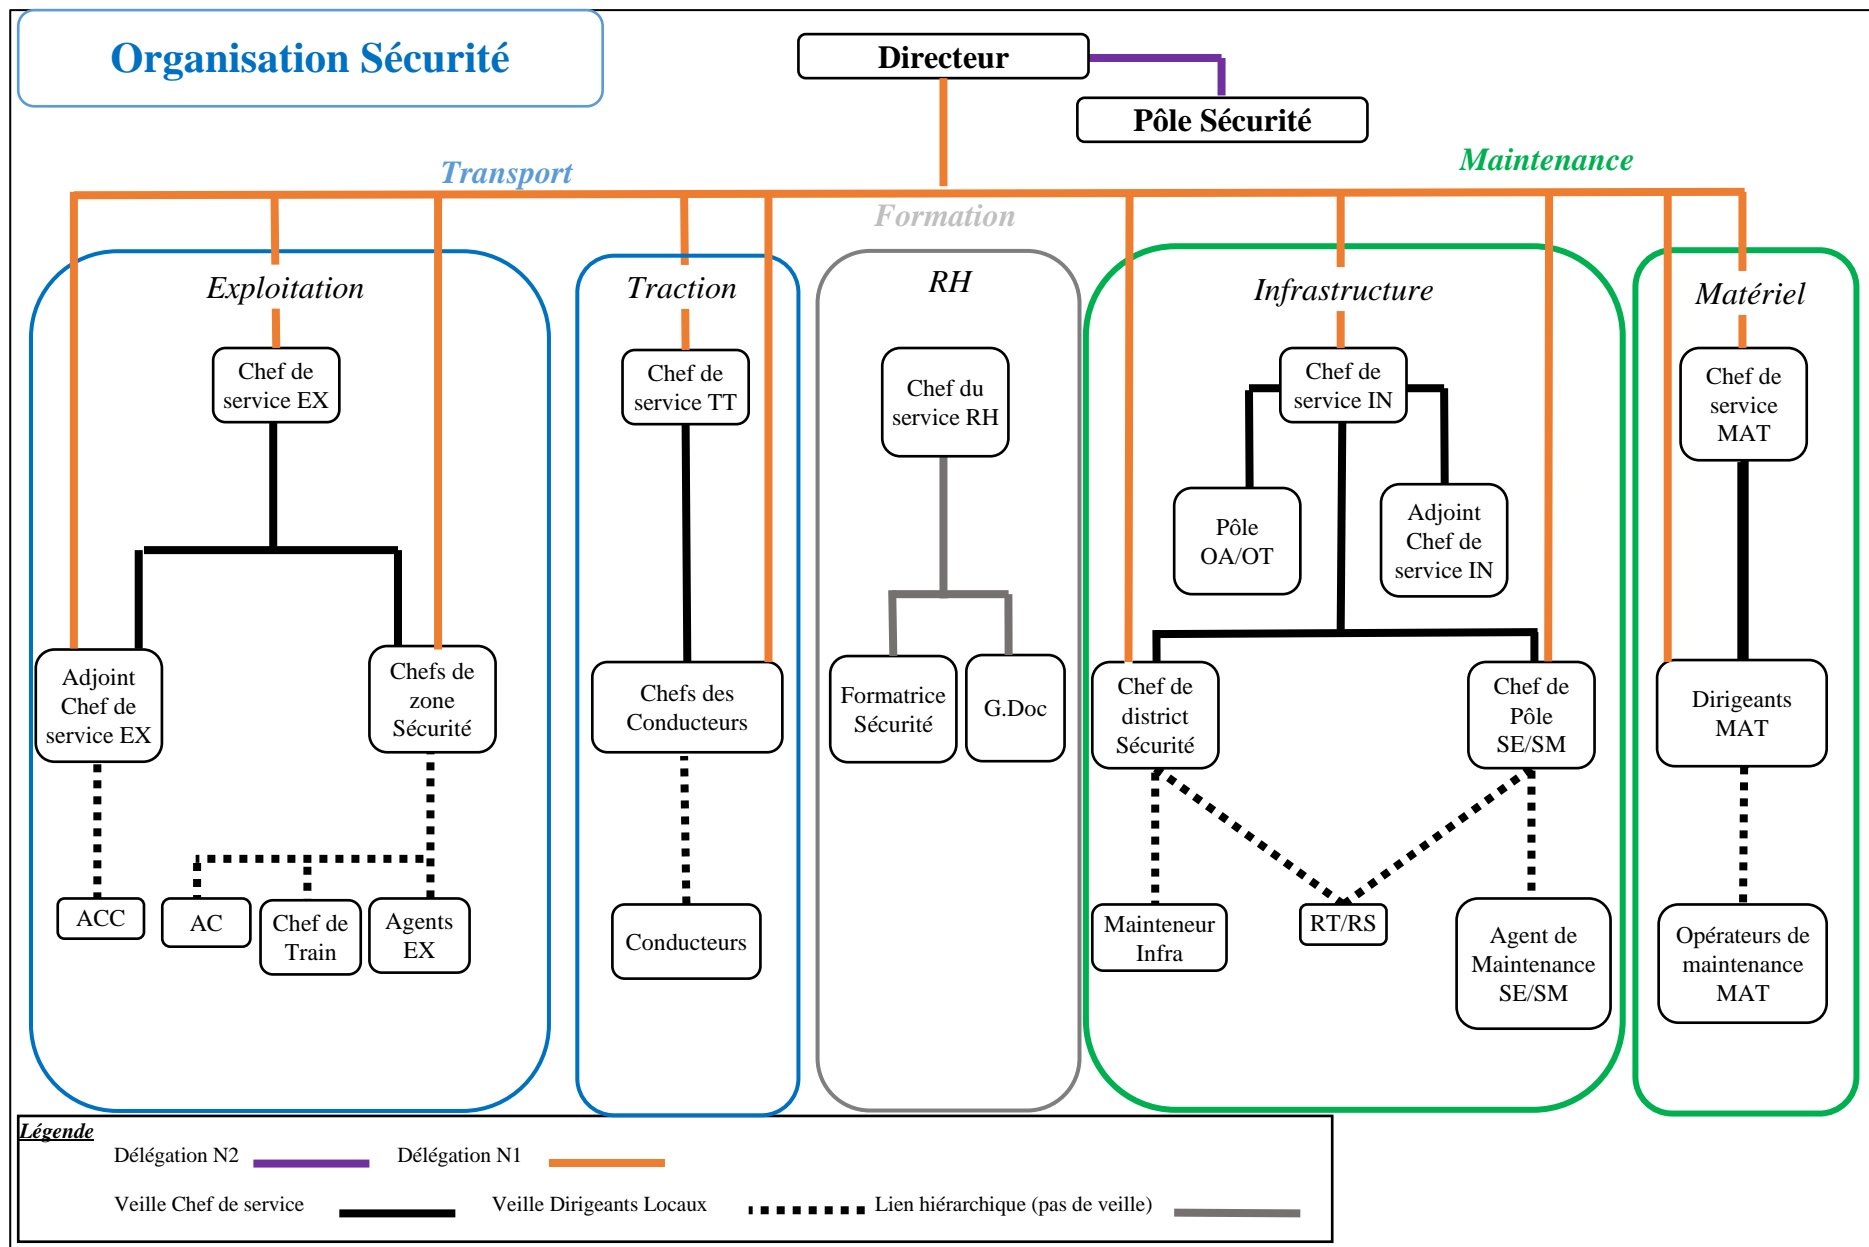 Organisation Sécurité
Directeur
Pôle Sécurité
Transport
Maintenance
Formation
Exploitation
Traction
RH
Infrastructure
Matériel
Chef de
service EX
Chef de
service TT
Chef du
service RH
Chef de
service IN
Chef de
service
MAT
Pôle
OA/OT
Adjoint
Chef de
service IN
Adjoint
Chef de
service EX
Chefs de
zone
Sécurité
Chefs des
Conducteurs
Formatrice
Sécurité
G.Doc
Chef de
district
Sécurité
Chef de
Pôle
SE/SM
Dirigeants
MAT
ACC
AC
Chef de
Train
Agents
EX
Conducteurs
Mainteneur
Infra
RT/RS
Agent de
Maintenance
SE/SM
Opérateurs de
maintenance
MAT
Légende
Délégation N2
Délégation N1
Veille Chef de service
Veille Dirigeants Locaux
Lien hiérarchique (pas de veille)